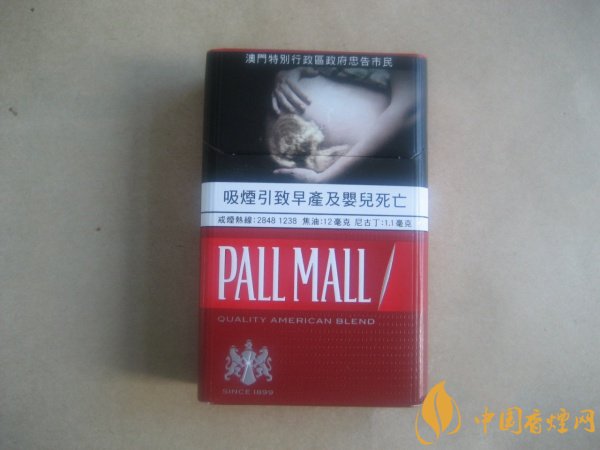 澳門特別行政區政府忠告市民
吸煙引致早產及嬰兒死亡
戒煙熱線:2848 1238 焦油:12毫克 尼古丁:1.1毫克
PALL MALL
QUALITY AMERICAN BLEND
SINCE 1899
中国香烟网